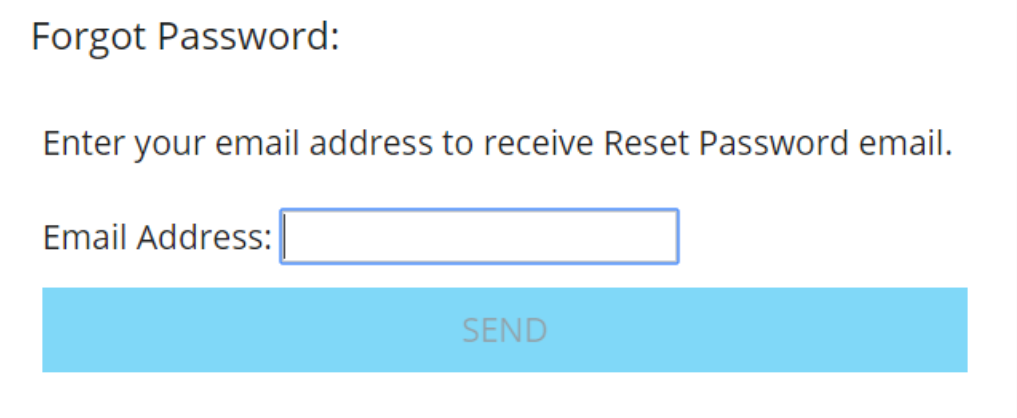 Forgot Password:
Enter your email address to receive Reset Password email.
Email Address:
SEND